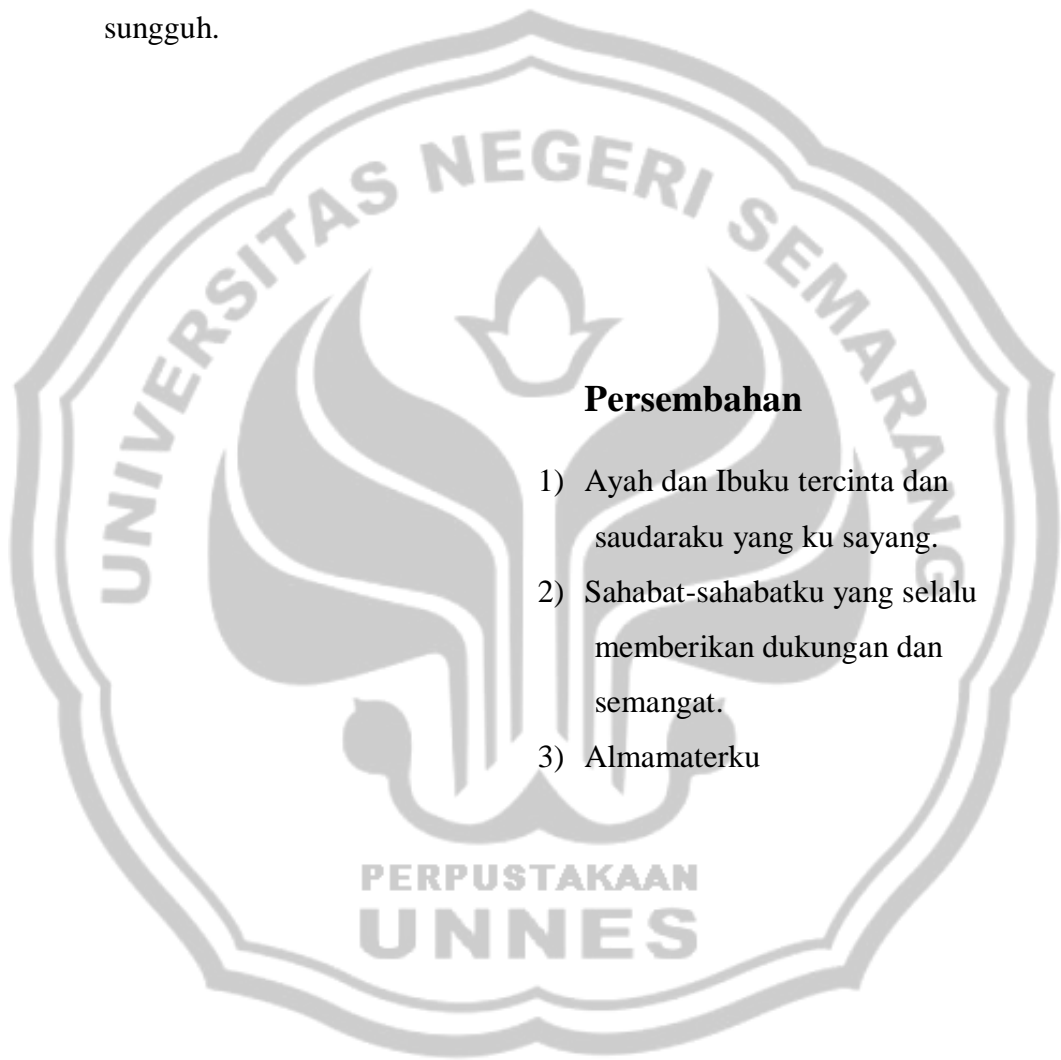 sungguh.
UNIVERSITAS NEGERI SEMARANG
Persembahan
1) Ayah dan Ibuku tercinta dan
saudaraku yang ku sayang.
2) Sahabat-sahabatku yang selalu
memberikan dukungan dan
semangat.
3) Almamaterku
PERPUSTAKAAN
UNNES